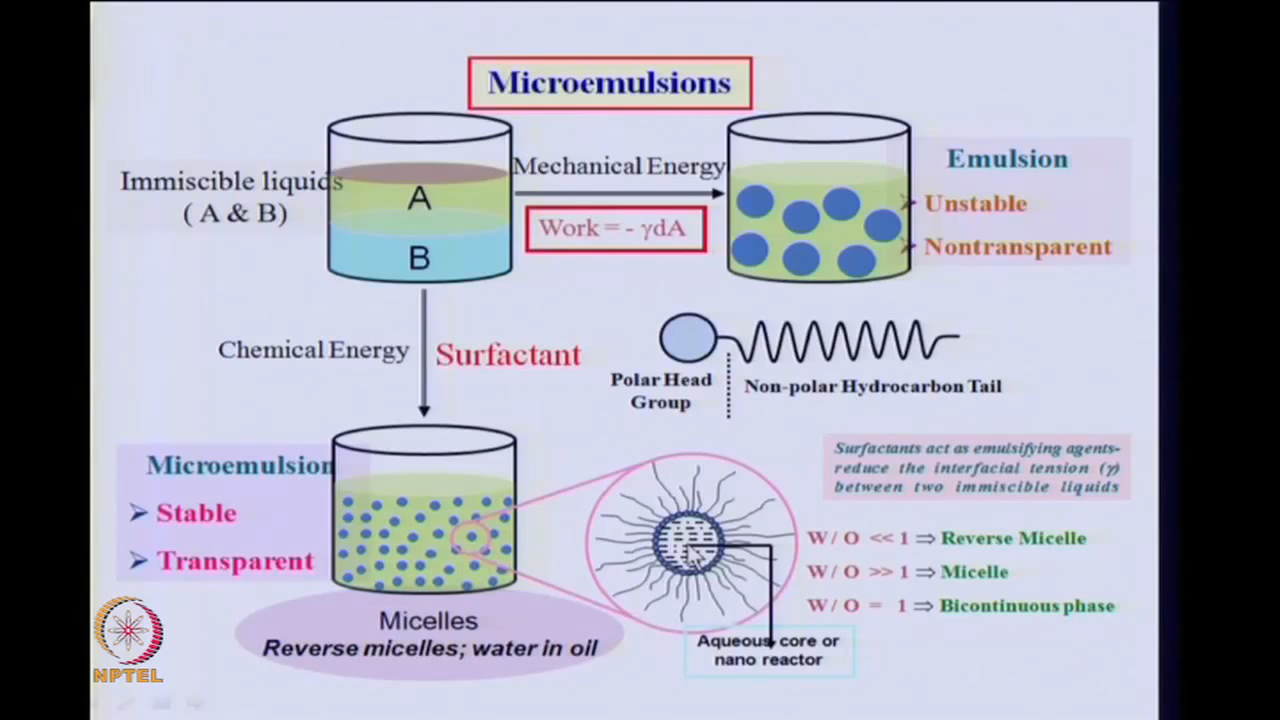 Microemulsions
Immiscible liquids
( A & B)
A
B
Mechanical Energy
Work = - γdA
Emulsion
➢ Unstable
➢ Nontransparent
Chemical Energy
Surfactant
Polar Head
Group
Non-polar Hydrocarbon Tail
Microemulsion
➢ Stable
➢ Transparent
Surfactants act as emulsifying agents-
reduce the interfacial tension (γ)
between two immiscible liquids
W / O << 1 ⇒ Reverse Micelle
W / O >> 1 ⇒ Micelle
W / O = 1 ⇒ Bicontinuous phase
Micelles
Reverse micelles; water in oil
Aqueous core or
nano reactor
NPTEL